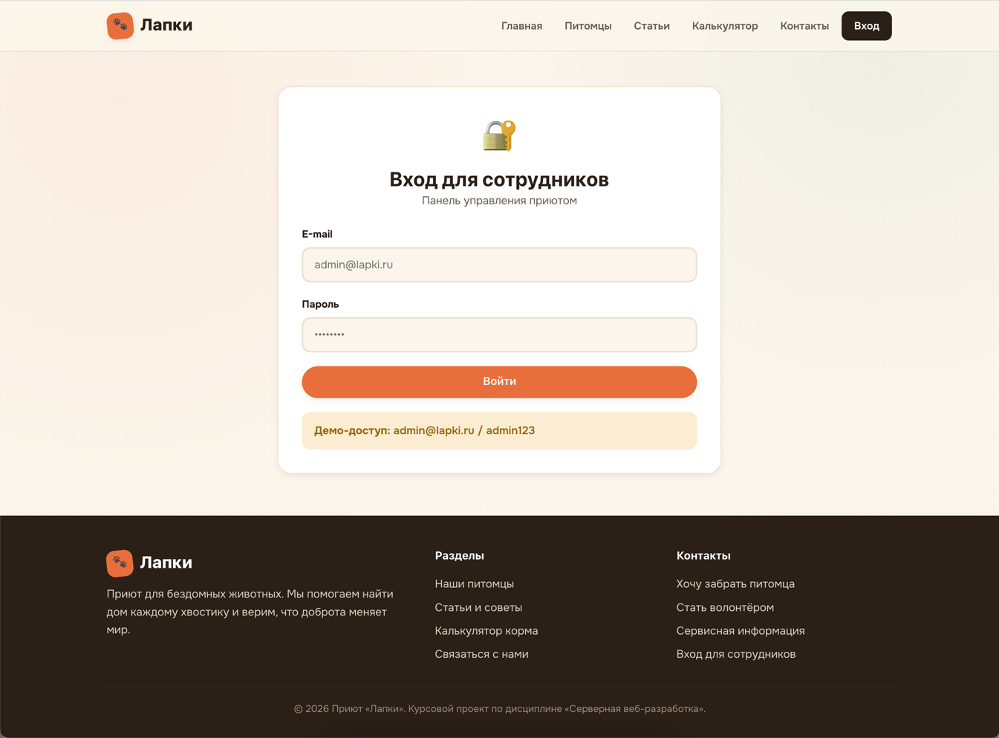 Лапки
Главная
Питомцы
Статьи
Калькулятор
Контакты
Вход
Вход для сотрудников
Панель управления приютом
E-mail
admin@lapki.ru
Пароль
••••••••
Войти
Демо-доступ: admin@lapki.ru / admin123
Лапки
Приют для бездомных животных. Мы помогаем найти
дом каждому хвостику и верим, что доброта меняет
мир.
Разделы
Наши питомцы
Статьи и советы
Калькулятор корма
Связаться с нами
Контакты
Хочу забрать питомца
Стать волонтёром
Сервисная информация
Вход для сотрудников
© 2026 Приют «Лапки». Курсовой проект по дисциплине «Серверная веб-разработка».